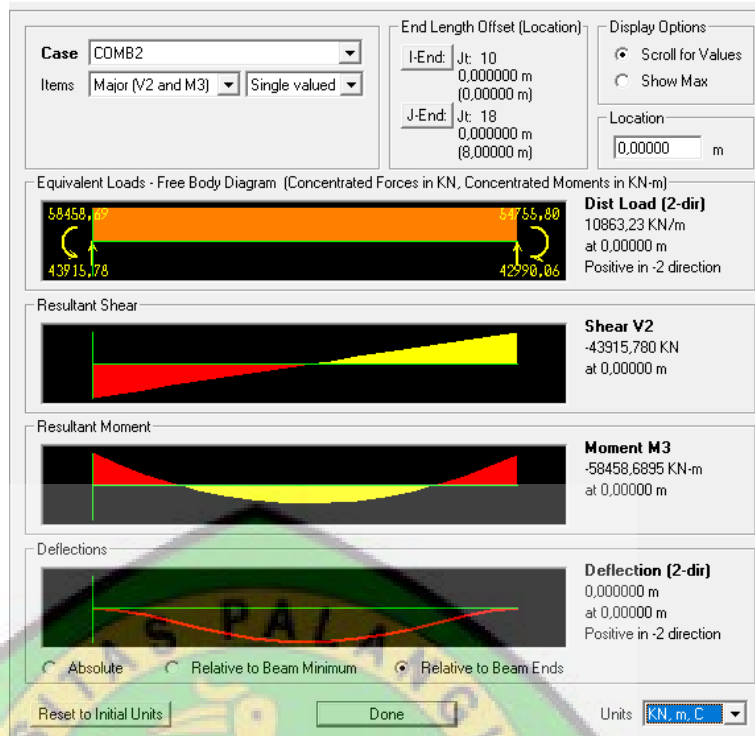 Case COMB2
Items Major (V2 and M3) Single valued
End Length Offset (Location)
I-End: Jt: 10
0,000000 m
(0,00000 m)
J-End: Jt: 18
0,000000 m
(8,00000 m)
Display Options
Scroll for Values
Show Max
Location
0,00000 m
Equivalent Loads - Free Body Diagram (Concentrated Forces in KN, Concentrated Moments in KN-m)
58458,69 54755,80
43915,78 42990,06
Dist Load (2-dir)
10863,23 KN/m
at 0,00000 m
Positive in -2 direction
Resultant Shear
Shear V2
-43915,780 KN
at 0,00000 m
Resultant Moment
Moment M3
-58458,6895 KN-m
at 0,00000 m
Deflections
Deflection (2-dir)
0,000000 m
at 0,00000 m
Positive in -2 direction
Absolute Relative to Beam Minimum Relative to Beam Ends
Reset to Initial Units Done Units KN, m, C